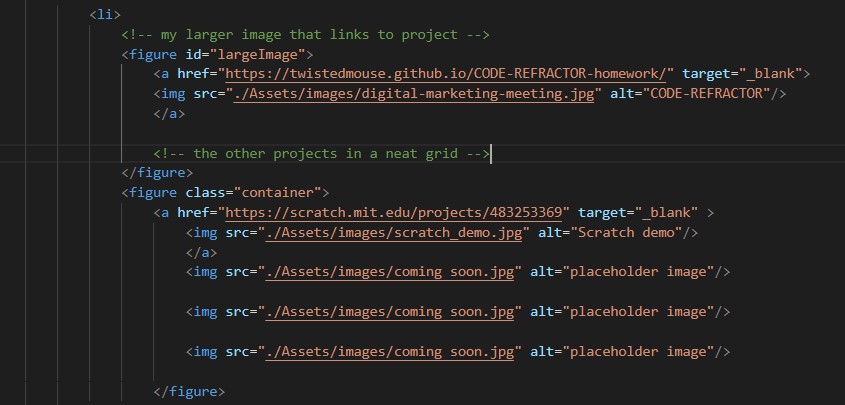 <li>
<!-- my larger image that links to project -->
<figure id="largeImage">
<a href="https://twistedmouse.github.io/CODE-REFRACTOR-homework/" target="_blank">
<img src="./Assets/images/digital-marketing-meeting.jpg" alt="CODE-REFRACTOR"/>
</a>
<!-- the other projects in a neat grid -->
</figure>
<figure class="container">
<a href="https://scratch.mit.edu/projects/483253369" target="_blank" >
<img src="./Assets/images/scratch_demo.jpg" alt="Scratch demo"/>
</a>
<img src="./Assets/images/coming soon.jpg" alt="placeholder image"/>
<img src="./Assets/images/coming soon.jpg" alt="placeholder image"/>
<img src="./Assets/images/coming soon.jpg" alt="placeholder image"/>
</figure>